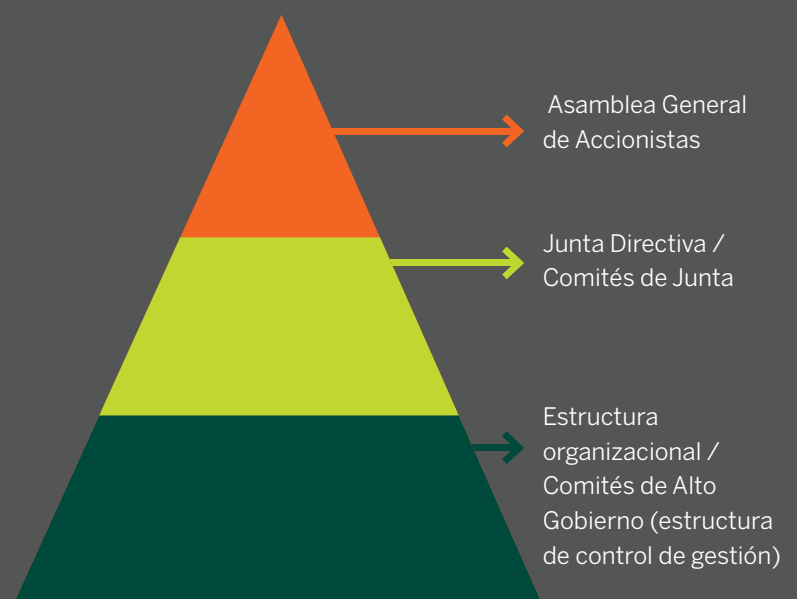 Asamblea General
de Accionistas
Junta Directiva /
Comités de Junta
Estructura
organizacional /
Comités de Alto
Gobierno (estructura
de control de gestión)